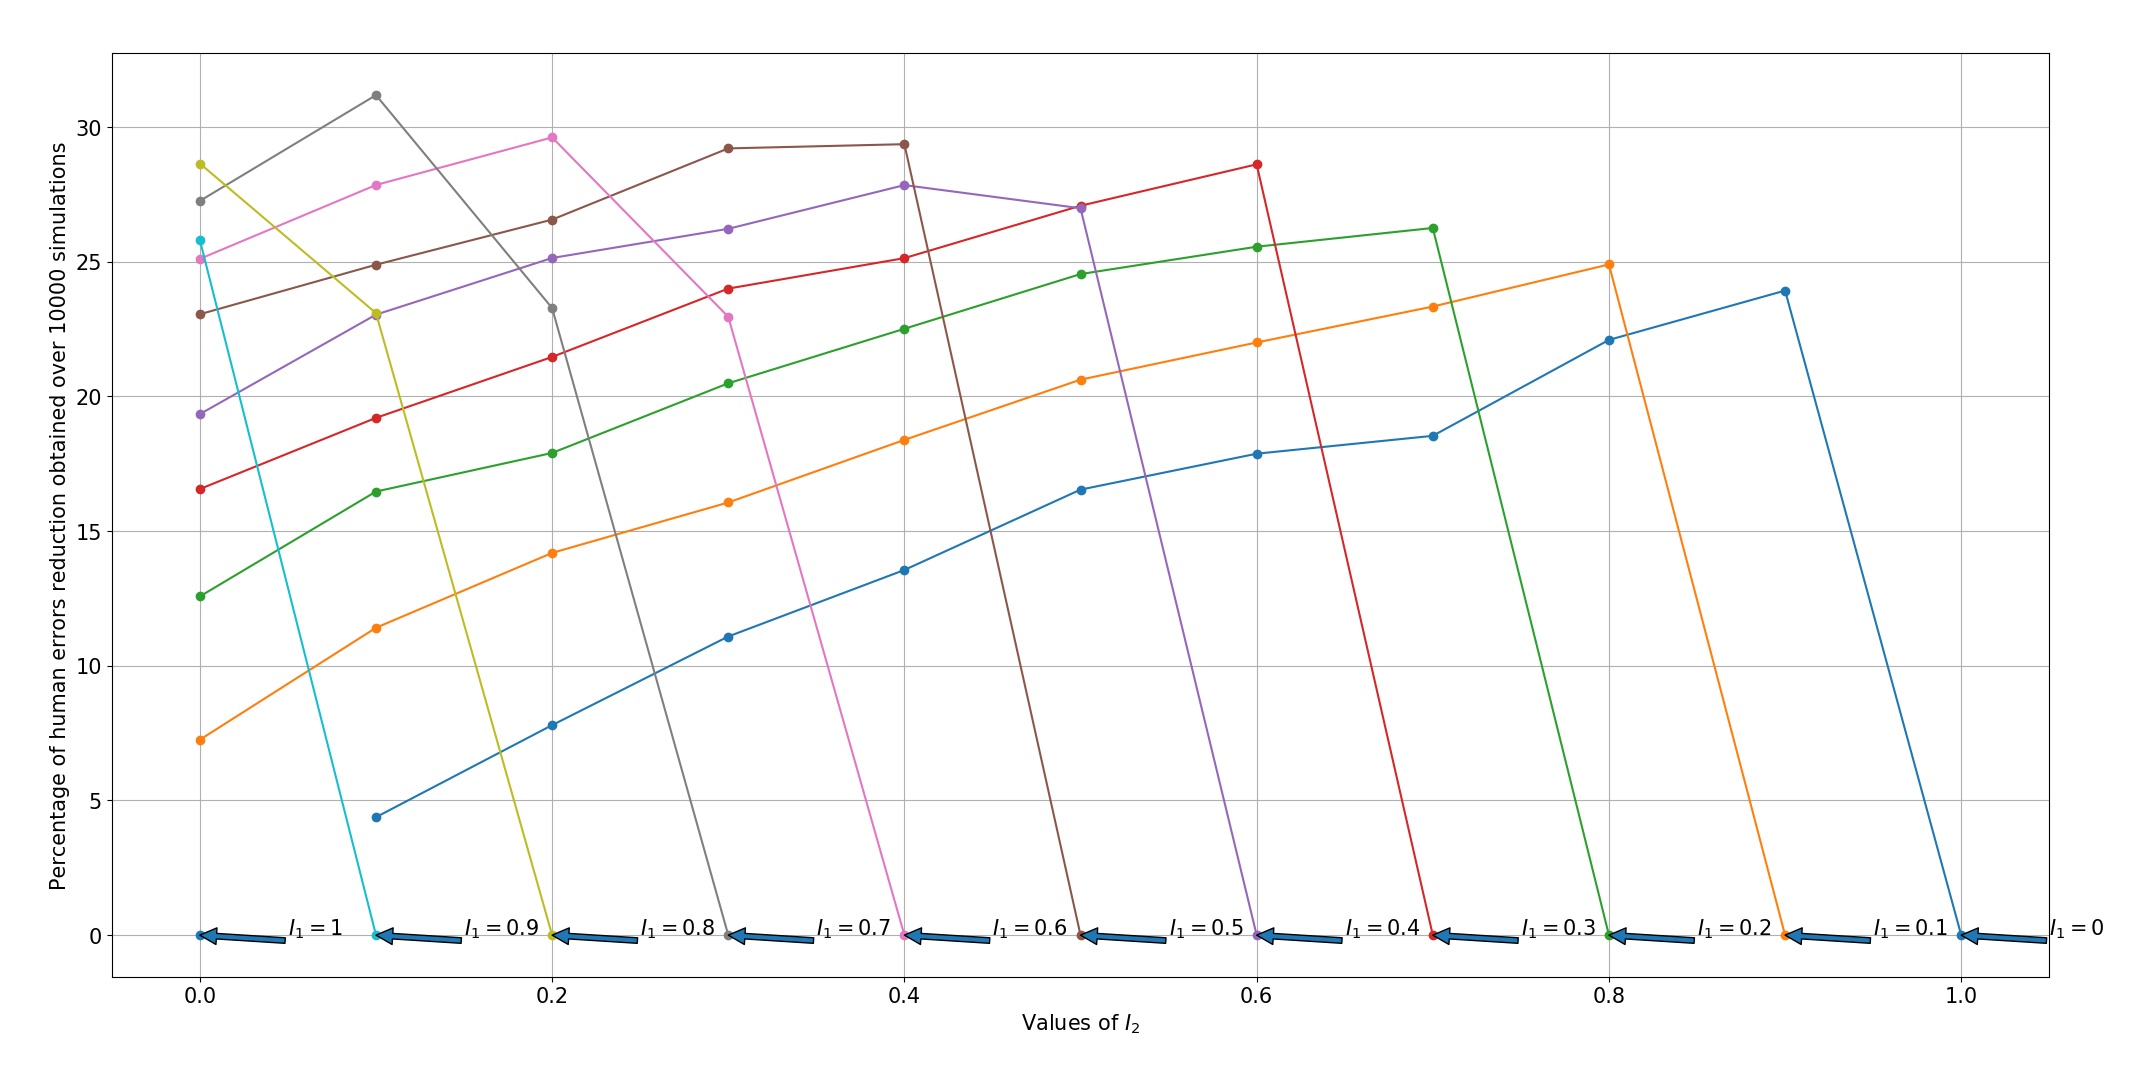 Percentage of human errors reduction obtained over 10000 simulations
30
25
20
15
10
5
0
I₁ = 1
I₁ = 0.9
I₁ = 0.8
I₁ = 0.7
I₁ = 0.6
I₁ = 0.5
I₁ = 0.4
I₁ = 0.3
I₁ = 0.2
I₁ = 0.1
I₁ = 0
0.0
0.2
0.4
0.6
0.8
1.0
Values of I₂